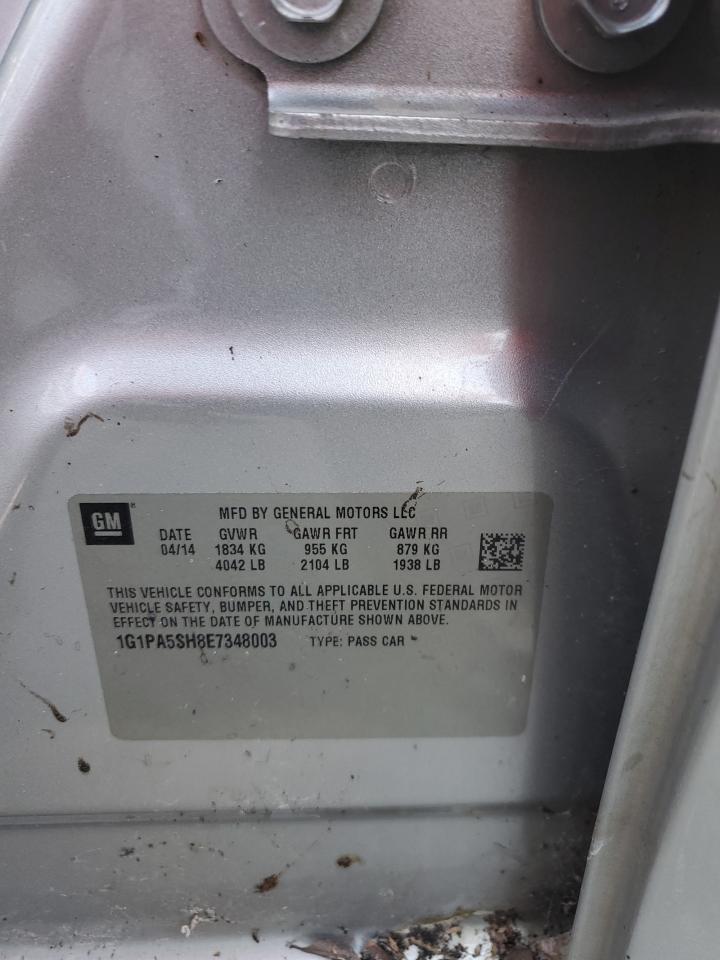 GM
MFD BY GENERAL MOTORS LLC
DATE GVWR GAWR FRT GAWR RR
04/14 1834 KG 955 KG 879 KG
4042 LB 2104 LB 1938 LB
THIS VEHICLE CONFORMS TO ALL APPLICABLE U.S. FEDERAL MOTOR
VEHICLE SAFETY, BUMPER, AND THEFT PREVENTION STANDARDS IN
EFFECT ON THE DATE OF MANUFACTURE SHOWN ABOVE.
1G1PA5SH8E7348003 TYPE: PASS CAR